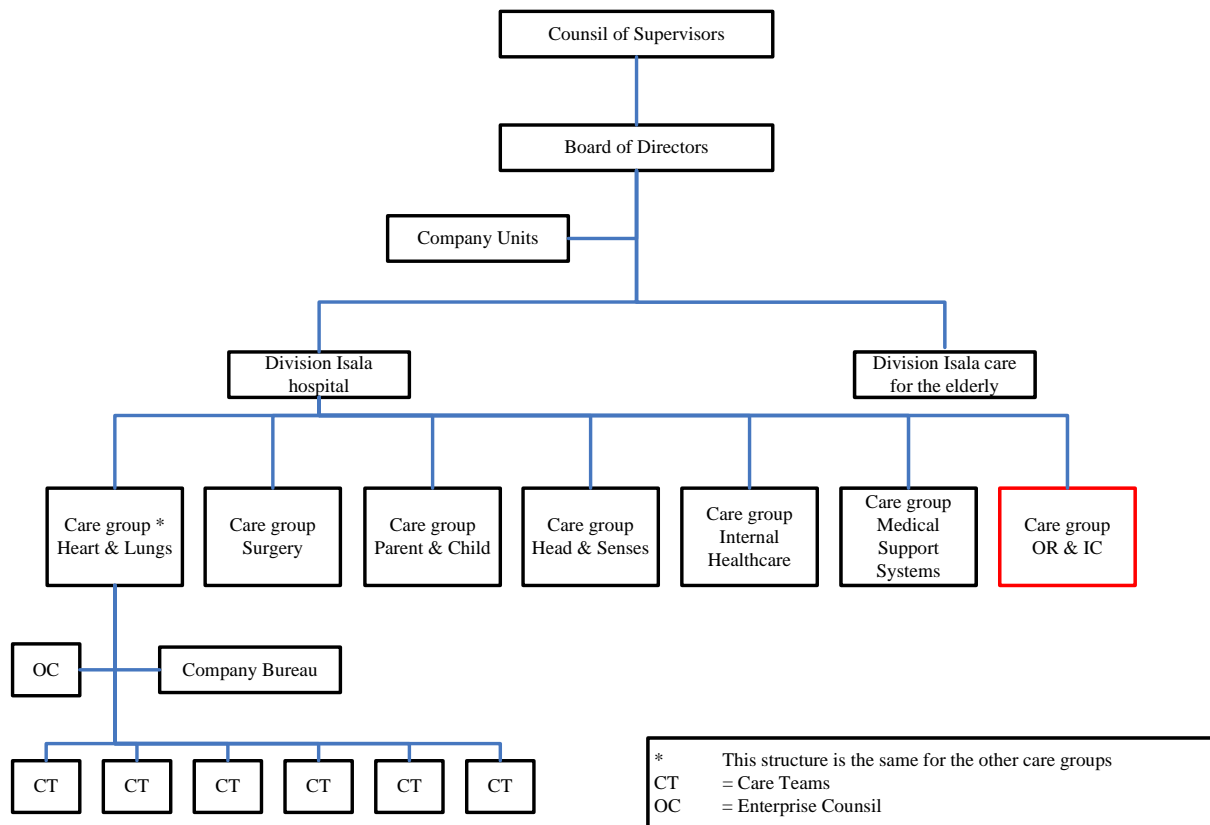 Counsil of Supervisors
Board of Directors
Company Units
Division Isala
hospital
Division Isala care
for the elderly
Care group *
Heart & Lungs
Care group
Surgery
Care group
Parent & Child
Care group
Head & Senses
Care group
Internal
Healthcare
Care group
Medical
Support
Systems
Care group
OR & IC
OC
Company Bureau
CT
CT
CT
CT
CT
CT
* This structure is the same for the other care groups
CT = Care Teams
OC = Enterprise Counsil